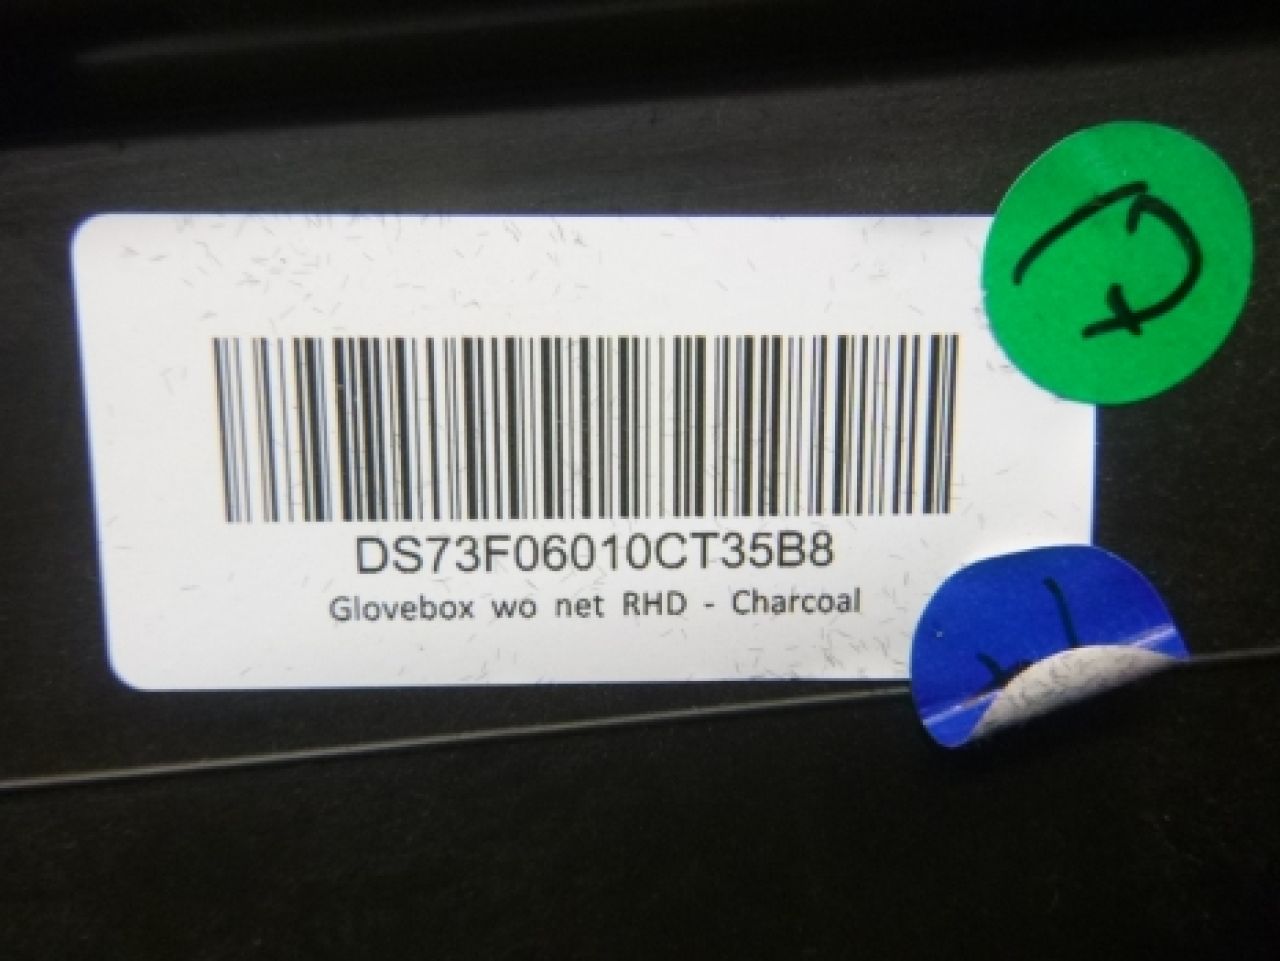 DS73F06010CT35B8
Glovebox wo net RHD - Charcoal